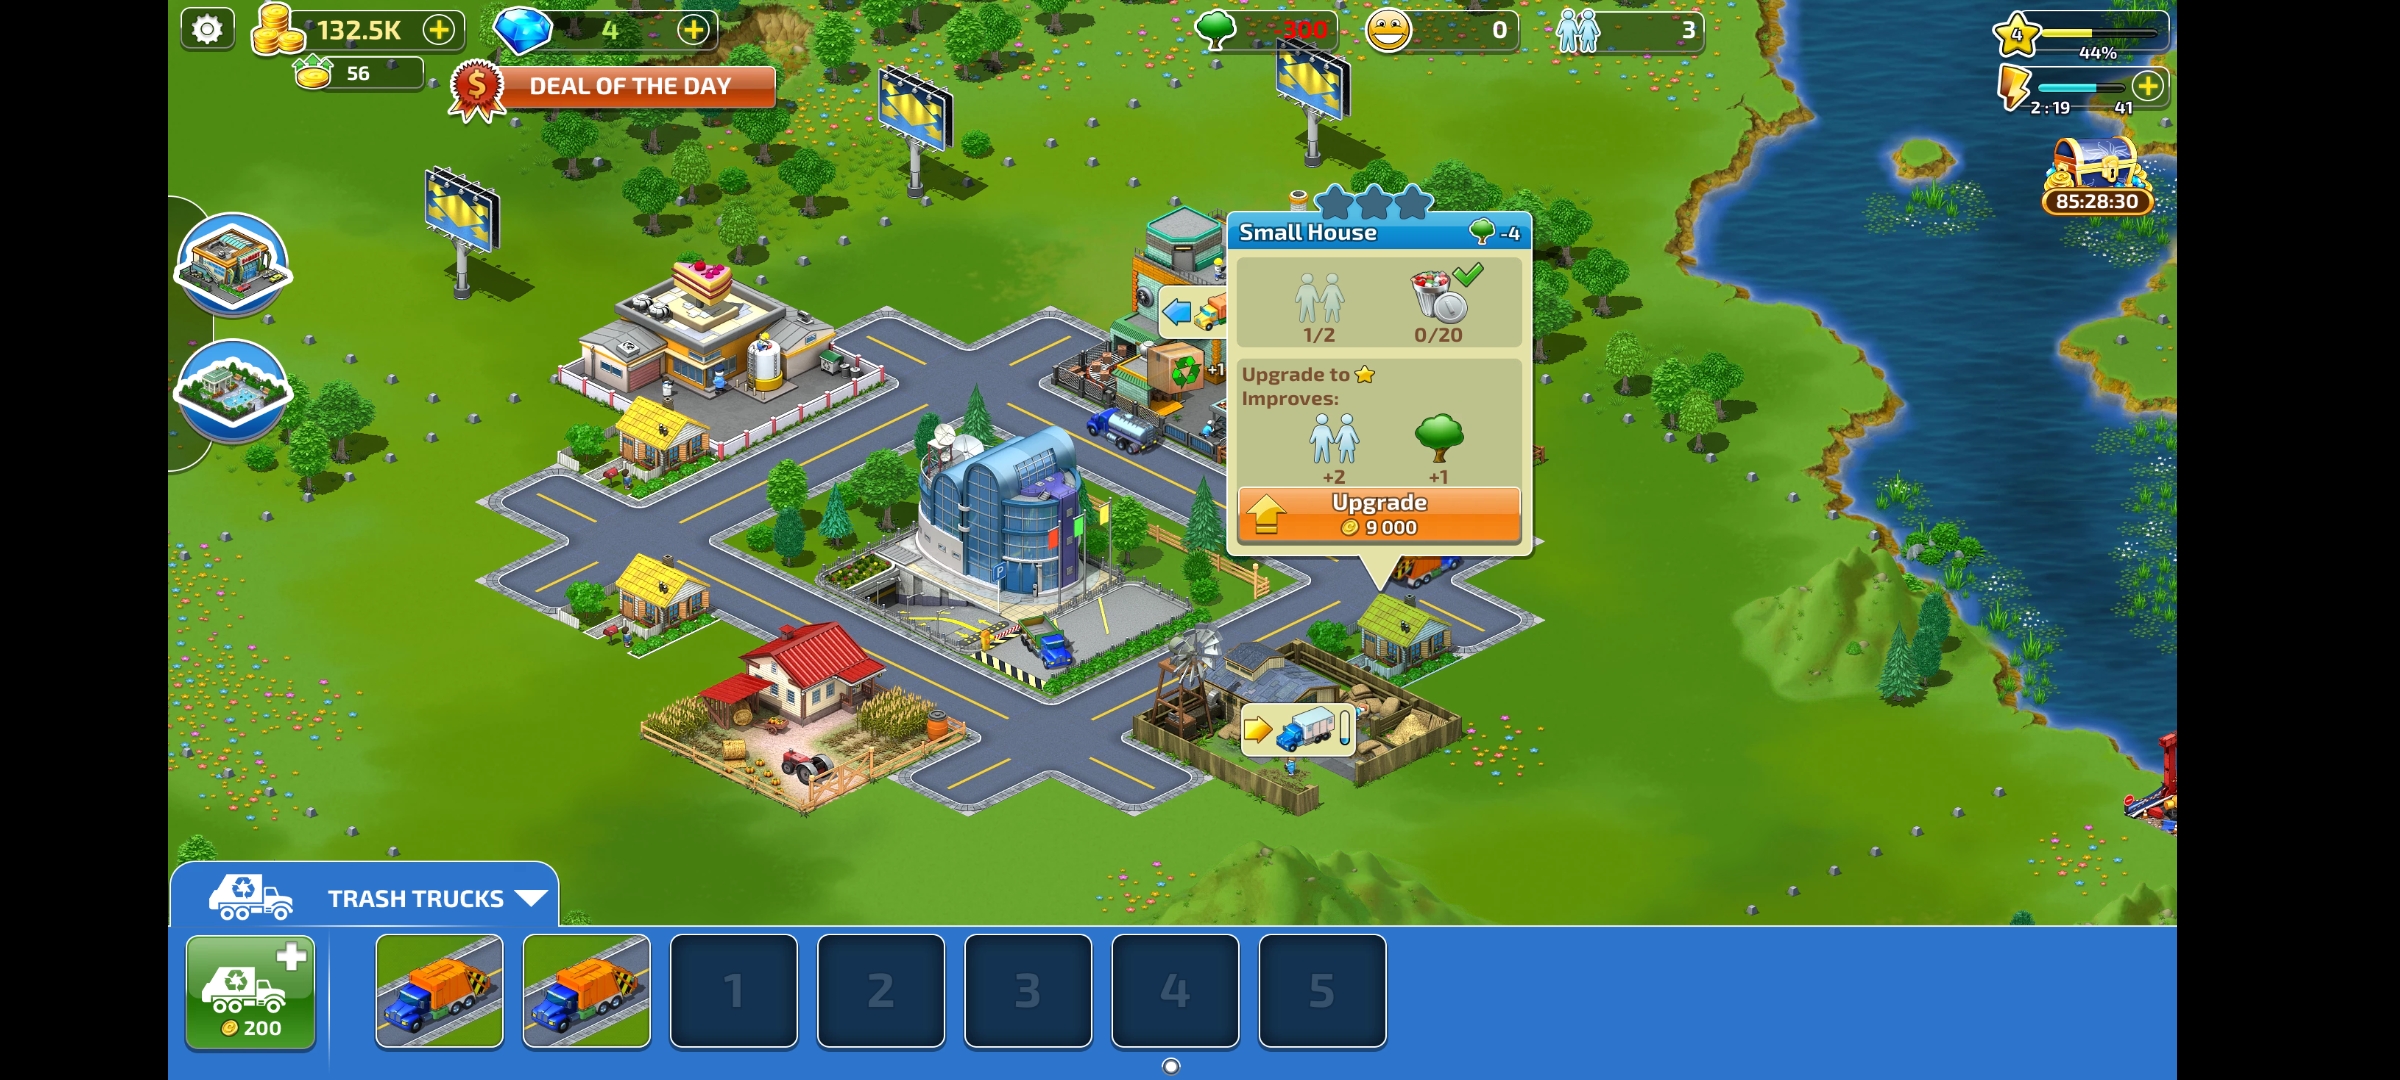 132.5K
4
-300
0
3
4
44%
56
DEAL OF THE DAY
2:19
41
85:28:30
Small House
-4
1/2
0/20
+1
Upgrade to
Improves:
+2
+1
Upgrade
9 000
P
TRASH TRUCKS
200
1
2
3
4
5